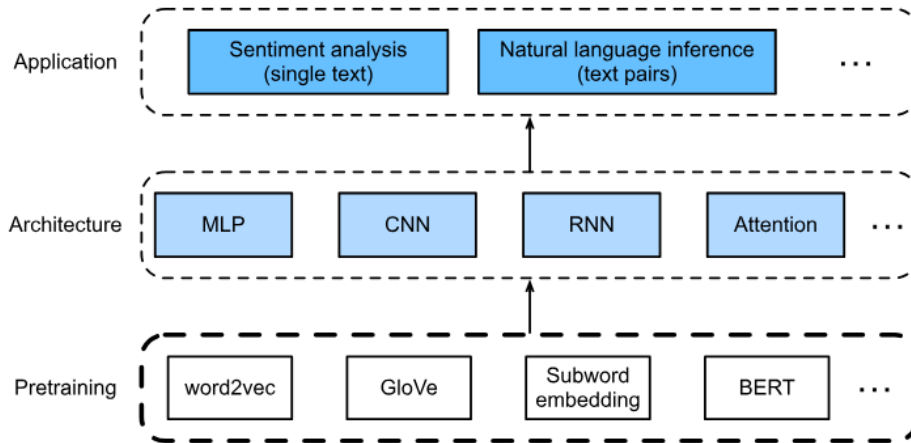 Application
Sentiment analysis
(single text)
Natural language inference
(text pairs)
...
Architecture
MLP
CNN
RNN
Attention
...
Pretraining
word2vec
GloVe
Subword
embedding
BERT
...